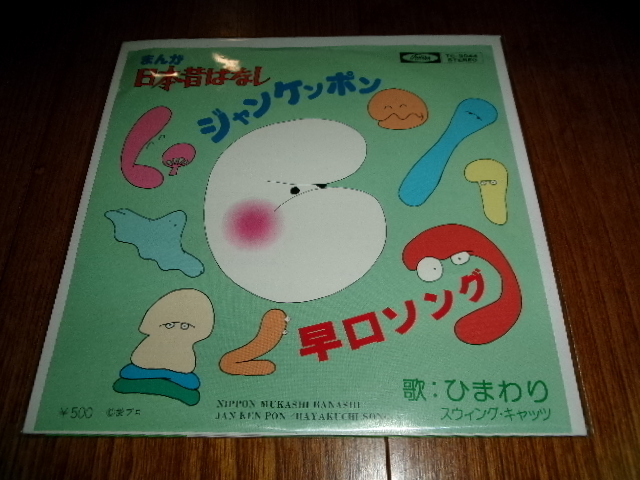 まんが
日本昔ばなし
ジャンケンポン
STEREO
早口ソング
歌:ひまわり
スウィング・キャッツ
¥500
NIPPON MUKASHI BANASHI
JAN KEN PON/HAYAKUCHI SONG